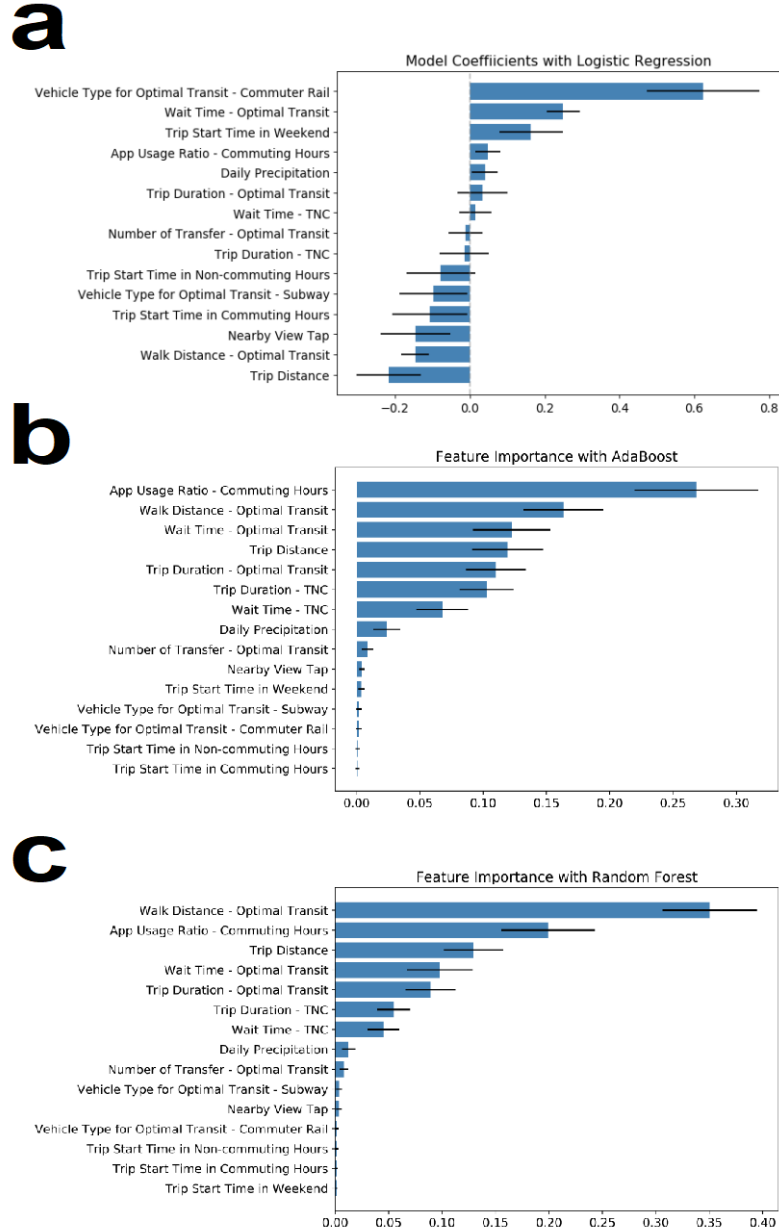 a
Model Coefiicients with Logistic Regression
Vehicle Type for Optimal Transit - Commuter Rail
Wait Time - Optimal Transit
Trip Start Time in Weekend
App Usage Ratio - Commuting Hours
Daily Precipitation
Trip Duration - Optimal Transit
Wait Time - TNC
Number of Transfer - Optimal Transit
Trip Duration - TNC
Trip Start Time in Non-commuting Hours
Vehicle Type for Optimal Transit - Subway
Trip Start Time in Commuting Hours
Nearby View Tap
Walk Distance - Optimal Transit
Trip Distance
−0.2 0.0 0.2 0.4 0.6 0.8
b
Feature Importance with AdaBoost
App Usage Ratio - Commuting Hours
Walk Distance - Optimal Transit
Wait Time - Optimal Transit
Trip Distance
Trip Duration - Optimal Transit
Trip Duration - TNC
Wait Time - TNC
Daily Precipitation
Number of Transfer - Optimal Transit
Nearby View Tap
Trip Start Time in Weekend
Vehicle Type for Optimal Transit - Subway
Vehicle Type for Optimal Transit - Commuter Rail
Trip Start Time in Non-commuting Hours
Trip Start Time in Commuting Hours
0.00 0.05 0.10 0.15 0.20 0.25 0.30
c
Feature Importance with Random Forest
Walk Distance - Optimal Transit
App Usage Ratio - Commuting Hours
Trip Distance
Wait Time - Optimal Transit
Trip Duration - Optimal Transit
Trip Duration - TNC
Wait Time - TNC
Daily Precipitation
Number of Transfer - Optimal Transit
Vehicle Type for Optimal Transit - Subway
Nearby View Tap
Vehicle Type for Optimal Transit - Commuter Rail
Trip Start Time in Non-commuting Hours
Trip Start Time in Commuting Hours
Trip Start Time in Weekend
0.00 0.05 0.10 0.15 0.20 0.25 0.30 0.35 0.40